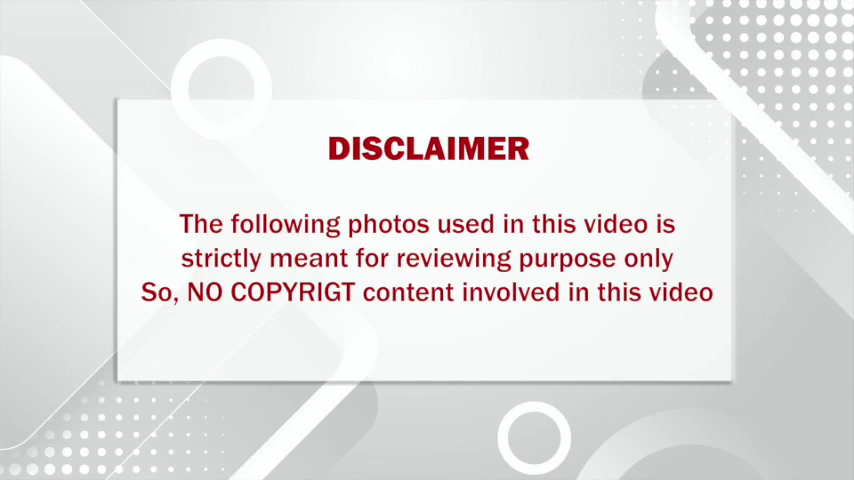 DISCLAIMER
The following photos used in this video is
strictly meant for reviewing purpose only
So, NO COPYRIGT content involved in this video